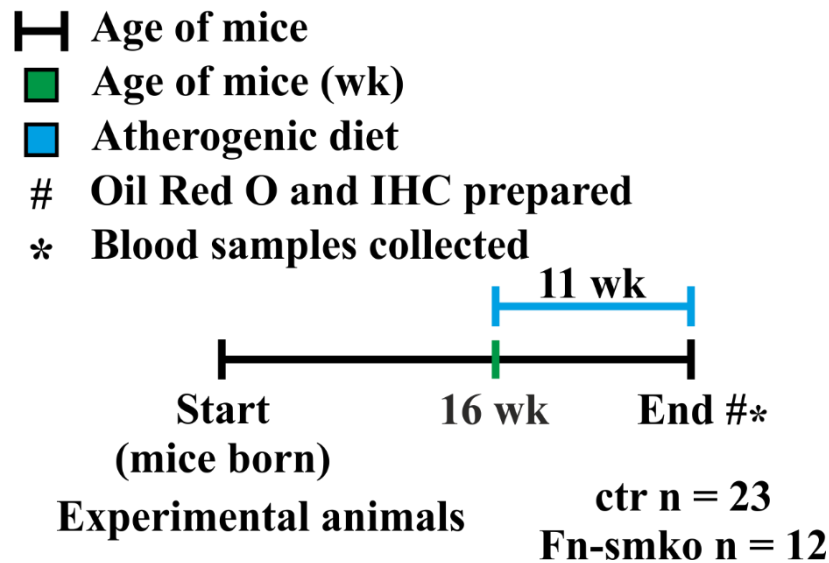 Age of mice
Age of mice (wk)
Atherogenic diet
# Oil Red O and IHC prepared
* Blood samples collected
11 wk
Start
(mice born)
16 wk
End #*
Experimental animals
ctr n = 23
Fn-smko n = 12